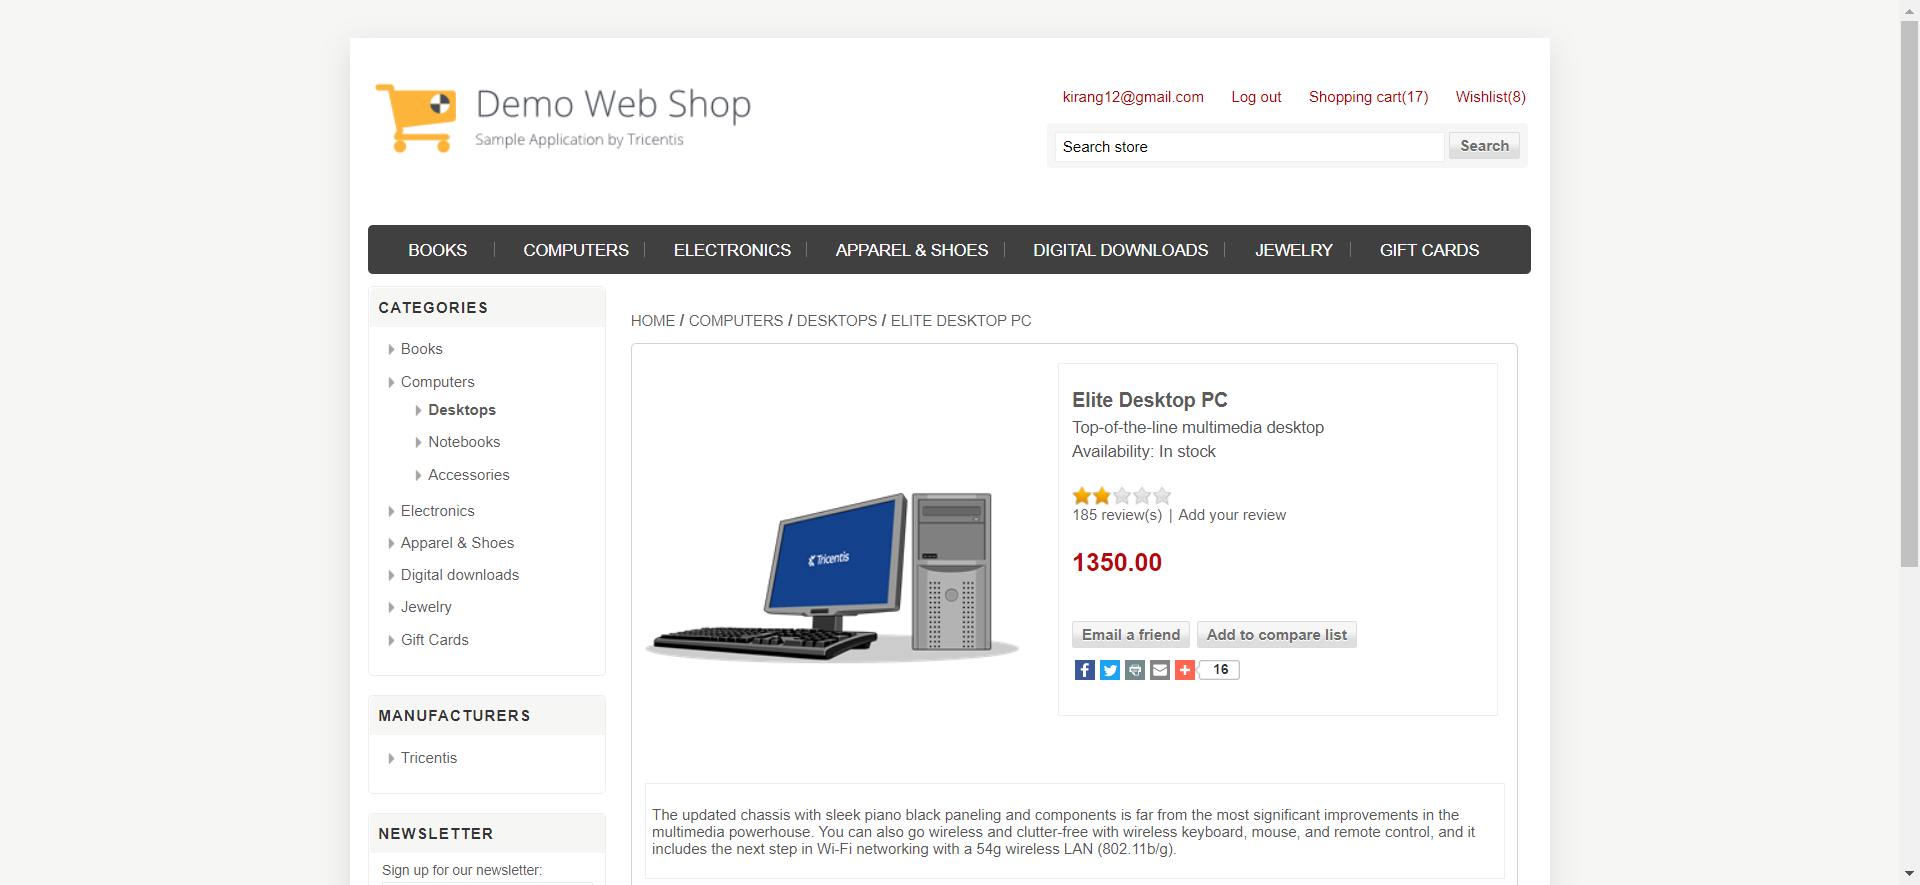 Demo Web Shop
Sample Application by Tricentis
kirang12@gmail.com Log out Shopping cart(17) Wishlist(8)
Search store Search
BOOKS COMPUTERS ELECTRONICS APPAREL & SHOES DIGITAL DOWNLOADS JEWELRY GIFT CARDS
CATEGORIES
Books
Computers
Desktops
Notebooks
Accessories
Electronics
Apparel & Shoes
Digital downloads
Jewelry
Gift Cards
MANUFACTURERS
Tricentis
NEWSLETTER
Sign up for our newsletter:
HOME / COMPUTERS / DESKTOPS / ELITE DESKTOP PC
Tricentis
Elite Desktop PC
Top-of-the-line multimedia desktop
Availability: In stock
185 review(s) | Add your review
1350.00
Email a friend Add to compare list
16
The updated chassis with sleek piano black paneling and components is far from the most significant improvements in the
multimedia powerhouse. You can also go wireless and clutter-free with wireless keyboard, mouse, and remote control, and it
includes the next step in Wi-Fi networking with a 54g wireless LAN (802.11b/g).